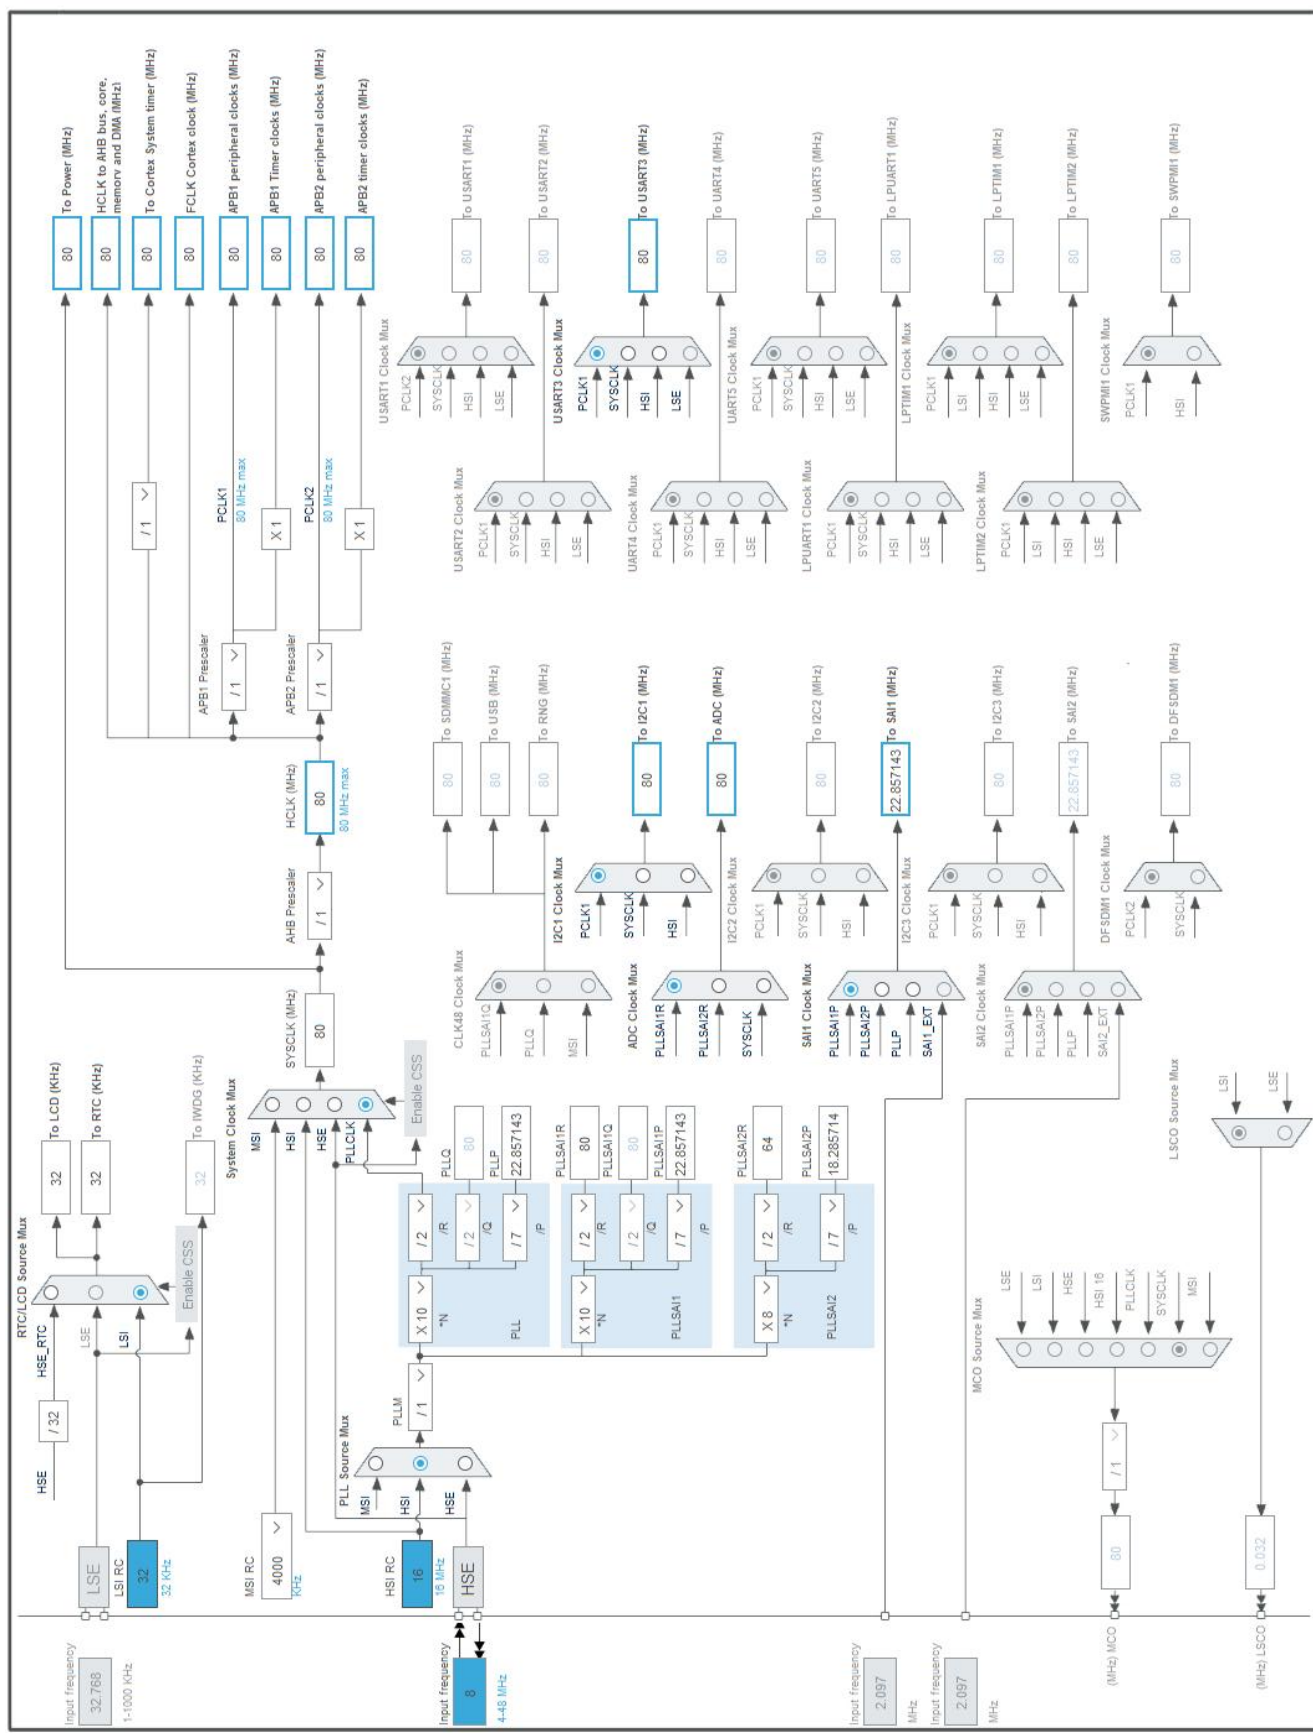 Input frequency
32.768
1-1000 KHz
LSE
LSI RC
32
32 KHz
HSE
/ 32
HSE_RTC
LSE
LSI
RTC/LCD Source Mux
Enable CSS
32
To LCD (KHz)
32
To RTC (KHz)
32
To IWDG (KHz)
MSI RC
4000
KHz
HSI RC
16
16 MHz
Input frequency
8
4-48 MHz
HSE
PLL Source Mux
MSI
HSI
HSE
PLLM
/ 1
X 10
*N
PLL
/ 2
/R
/ 2
/Q
/ 7
/P
PLLQ
80
PLLP
22.857143
X 10
*N
PLLSAI1
/ 2
/R
/ 2
/Q
/ 7
/P
PLLSAI1R
80
PLLSAI1Q
80
PLLSAI1P
22.857143
X 8
*N
PLLSAI2
/ 2
/R
/ 7
/P
PLLSAI2R
64
PLLSAI2P
18.285714
System Clock Mux
MSI
HSI
HSE
PLLCLK
Enable CSS
SYSCLK (MHz)
80
AHB Prescaler
/ 1
HCLK (MHz)
80
80 MHz max
APB1 Prescaler
/ 1
APB2 Prescaler
/ 1
/ 1
PCLK1
80 MHz max
X 1
PCLK2
80 MHz max
X 1
80
To Power (MHz)
80
HCLK to AHB bus, core,
memory and DMA (MHz)
80
To Cortex System timer (MHz)
80
FCLK Cortex clock (MHz)
80
APB1 peripheral clocks (MHz)
80
APB1 Timer clocks (MHz)
80
APB2 peripheral clocks (MHz)
80
APB2 timer clocks (MHz)
CLK48 Clock Mux
PLLSAI1Q
PLLQ
MSI
80
To SDMMC1 (MHz)
80
To USB (MHz)
80
To RNG (MHz)
I2C1 Clock Mux
PCLK1
SYSCLK
HSI
80
To I2C1 (MHz)
ADC Clock Mux
PLLSAI1R
PLLSAI2R
SYSCLK
80
To ADC (MHz)
I2C2 Clock Mux
PCLK1
SYSCLK
HSI
80
To I2C2 (MHz)
SAI1 Clock Mux
PLLSAI1P
PLLSAI2P
PLLP
SAI1_EXT
22.857143
To SAI1 (MHz)
I2C3 Clock Mux
PCLK1
SYSCLK
HSI
80
To I2C3 (MHz)
SAI2 Clock Mux
PLLSAI1P
PLLSAI2P
PLLP
SAI2_EXT
22.857143
To SAI2 (MHz)
DFSDM1 Clock Mux
PCLK2
SYSCLK
80
To DFSDM1 (MHz)
USART1 Clock Mux
PCLK2
SYSCLK
HSI
LSE
80
To USART1 (MHz)
USART2 Clock Mux
PCLK1
SYSCLK
HSI
LSE
80
To USART2 (MHz)
USART3 Clock Mux
PCLK1
SYSCLK
HSI
LSE
80
To USART3 (MHz)
UART4 Clock Mux
PCLK1
SYSCLK
HSI
LSE
80
To UART4 (MHz)
UART5 Clock Mux
PCLK1
SYSCLK
HSI
LSE
80
To UART5 (MHz)
LPUART1 Clock Mux
PCLK1
SYSCLK
HSI
LSE
80
To LPUART1 (MHz)
LPTIM1 Clock Mux
PCLK1
LSI
HSI
LSE
80
To LPTIM1 (MHz)
LPTIM2 Clock Mux
PCLK1
LSI
HSI
LSE
80
To LPTIM2 (MHz)
SWPMI1 Clock Mux
PCLK1
HSI
80
To SWPMI1 (MHz)
Input frequency
2.097
MHz
Input frequency
2.097
MHz
MCO Source Mux
LSE
LSI
HSE
HSI 16
PLLCLK
SYSCLK
MSI
/ 1
80
(MHz) MCO
LSCO Source Mux
LSI
LSE
0.032
(MHz) LSCO